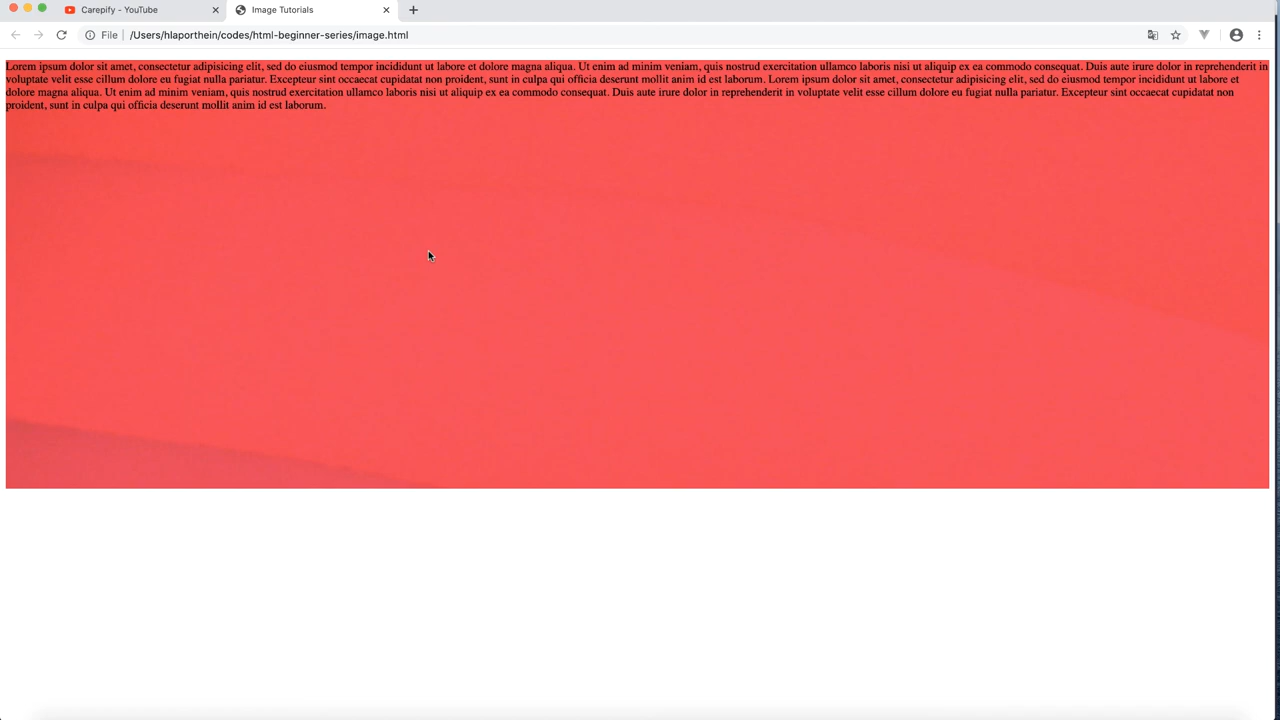 Carepify - YouTube
Image Tutorials
File
/Users/hlaporthein/codes/html-beginner-series/image.html
Lorem ipsum dolor sit amet, consectetur adipisicing elit, sed do eiusmod tempor incididunt ut labore et dolore magna aliqua. Ut enim ad minim veniam, quis nostrud exercitation ullamco laboris nisi ut aliquip ex ea commodo consequat. Duis aute irure dolor in reprehenderit in
voluptate velit esse cillum dolore eu fugiat nulla pariatur. Excepteur sint occaecat cupidatat non proident, sunt in culpa qui officia deserunt mollit anim id est laborum. Lorem ipsum dolor sit amet, consectetur adipisicing elit, sed do eiusmod tempor incididunt ut labore et
dolore magna aliqua. Ut enim ad minim veniam, quis nostrud exercitation ullamco laboris nisi ut aliquip ex ea commodo consequat. Duis aute irure dolor in reprehenderit in voluptate velit esse cillum dolore eu fugiat nulla pariatur. Excepteur sint occaecat cupidatat non
proident, sunt in culpa qui officia deserunt mollit anim id est laborum.